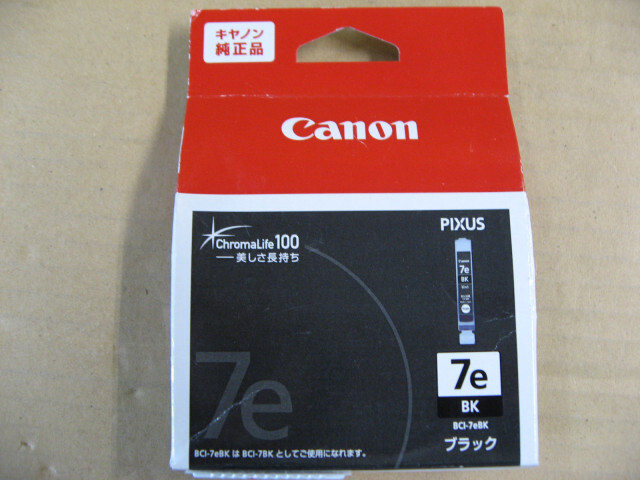 キヤノン
純正品
Canon
ChromaLife100
美しさ長持ち
PIXUS
Canon
7e
BK
7e
7e
BK
BCI-7eBK
ブラック
BCI-7eBK は BCI-7BK としてご使用になれます。